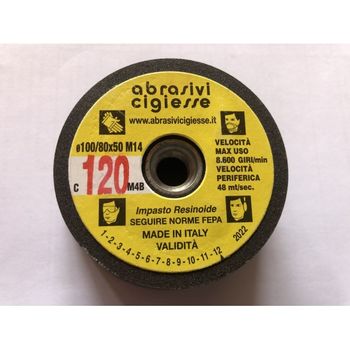 abrasivi
cigiesse
www.abrasivicigiesse.it
ø100/80x50 M14
C 120 M4B
VELOCITÀ
MAX USO
8.600 GIRI/min
VELOCITÀ
PERIFERICA
48 mt/sec.
Impasto Resinoide
SEGUIRE NORME FEPA
MADE IN ITALY
VALIDITÀ
1-2-3-4-5-6-7-8-9-10-11-12
2022